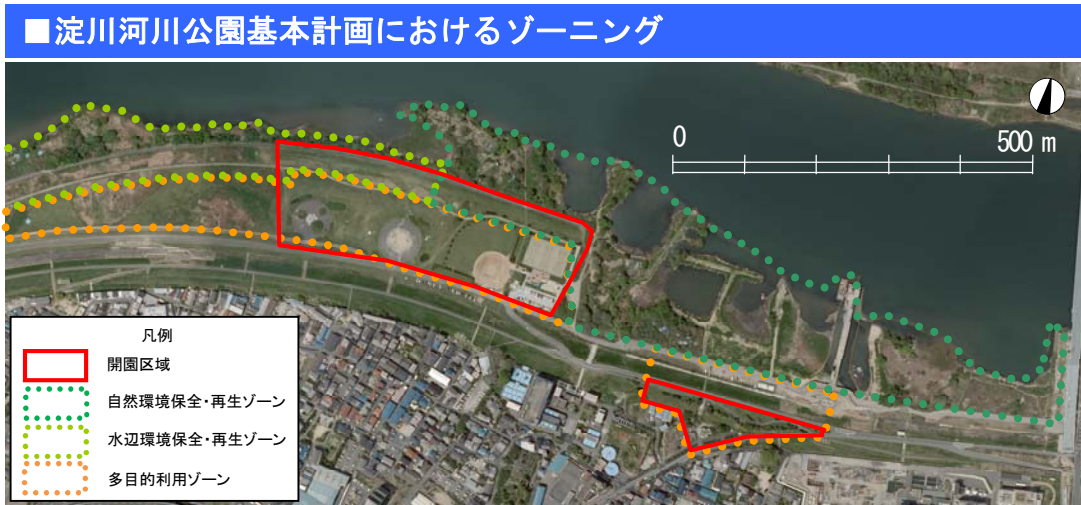 ■淀川河川公園基本計画におけるゾーニング
0 500 m
凡例
開園区域
自然環境保全・再生ゾーン
水辺環境保全・再生ゾーン
多目的利用ゾーン